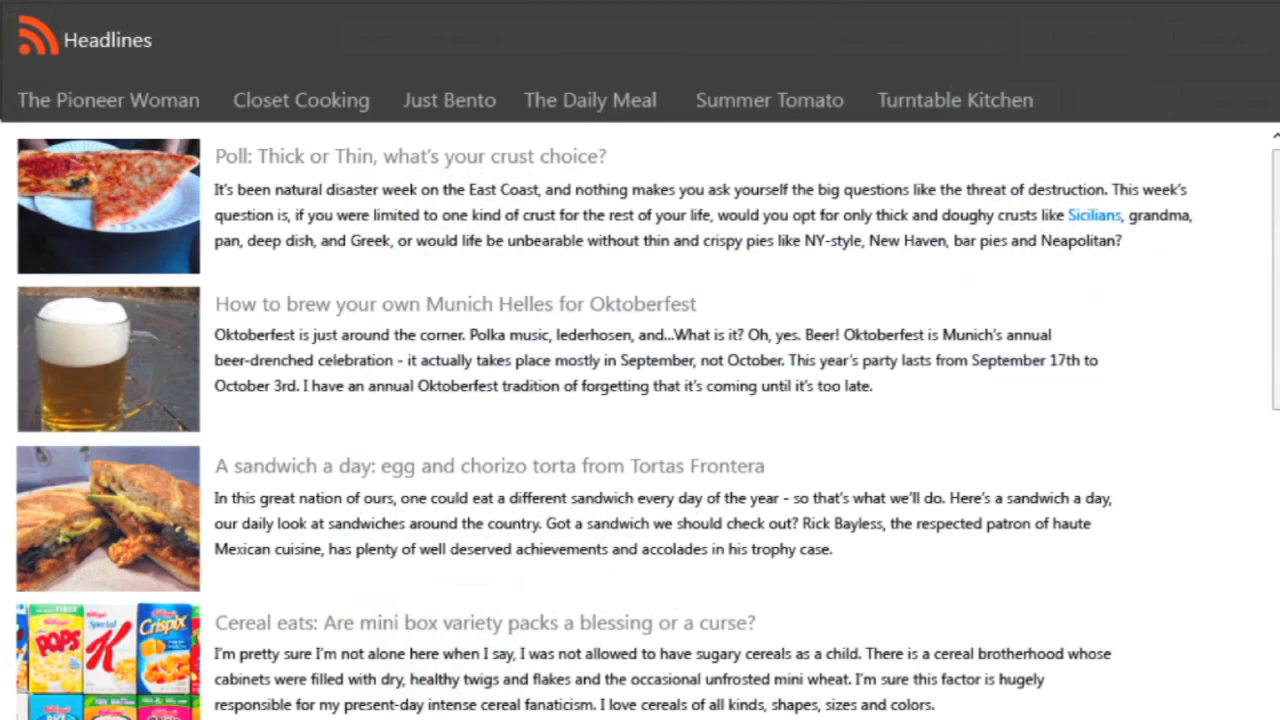 Headlines
The Pioneer Woman Closet Cooking Just Bento The Daily Meal Summer Tomato Turntable Kitchen
Poll: Thick or Thin, what's your crust choice?
It's been natural disaster week on the East Coast, and nothing makes you ask yourself the big questions like the threat of destruction. This week's
question is, if you were limited to one kind of crust for the rest of your life, would you opt for only thick and doughy crusts like Sicilians, grandma,
pan, deep dish, and Greek, or would life be unbearable without thin and crispy pies like NY-style, New Haven, bar pies and Neapolitan?
How to brew your own Munich Helles for Oktoberfest
Oktoberfest is just around the corner. Polka music, lederhosen, and...What is it? Oh, yes. Beer! Oktoberfest is Munich's annual
beer-drenched celebration - it actually takes place mostly in September, not October. This year's party lasts from September 17th to
October 3rd. I have an annual Oktoberfest tradition of forgetting that it's coming until it's too late.
A sandwich a day: egg and chorizo torta from Tortas Frontera
In this great nation of ours, one could eat a different sandwich every day of the year - so that's what we'll do. Here's a sandwich a day,
our daily look at sandwiches around the country. Got a sandwich we should check out? Rick Bayless, the respected patron of haute
Mexican cuisine, has plenty of well deserved achievements and accolades in his trophy case.
POPS Special K Crispix
Cereal eats: Are mini box variety packs a blessing or a curse?
I'm pretty sure I'm not alone here when I say, I was not allowed to have sugary cereals as a child. There is a cereal brotherhood whose
cabinets were filled with dry, healthy twigs and flakes and the occasional unfrosted mini wheat. I'm sure this factor is hugely
responsible for my present-day intense cereal fanaticism. I love cereals of all kinds, shapes, sizes and colors.